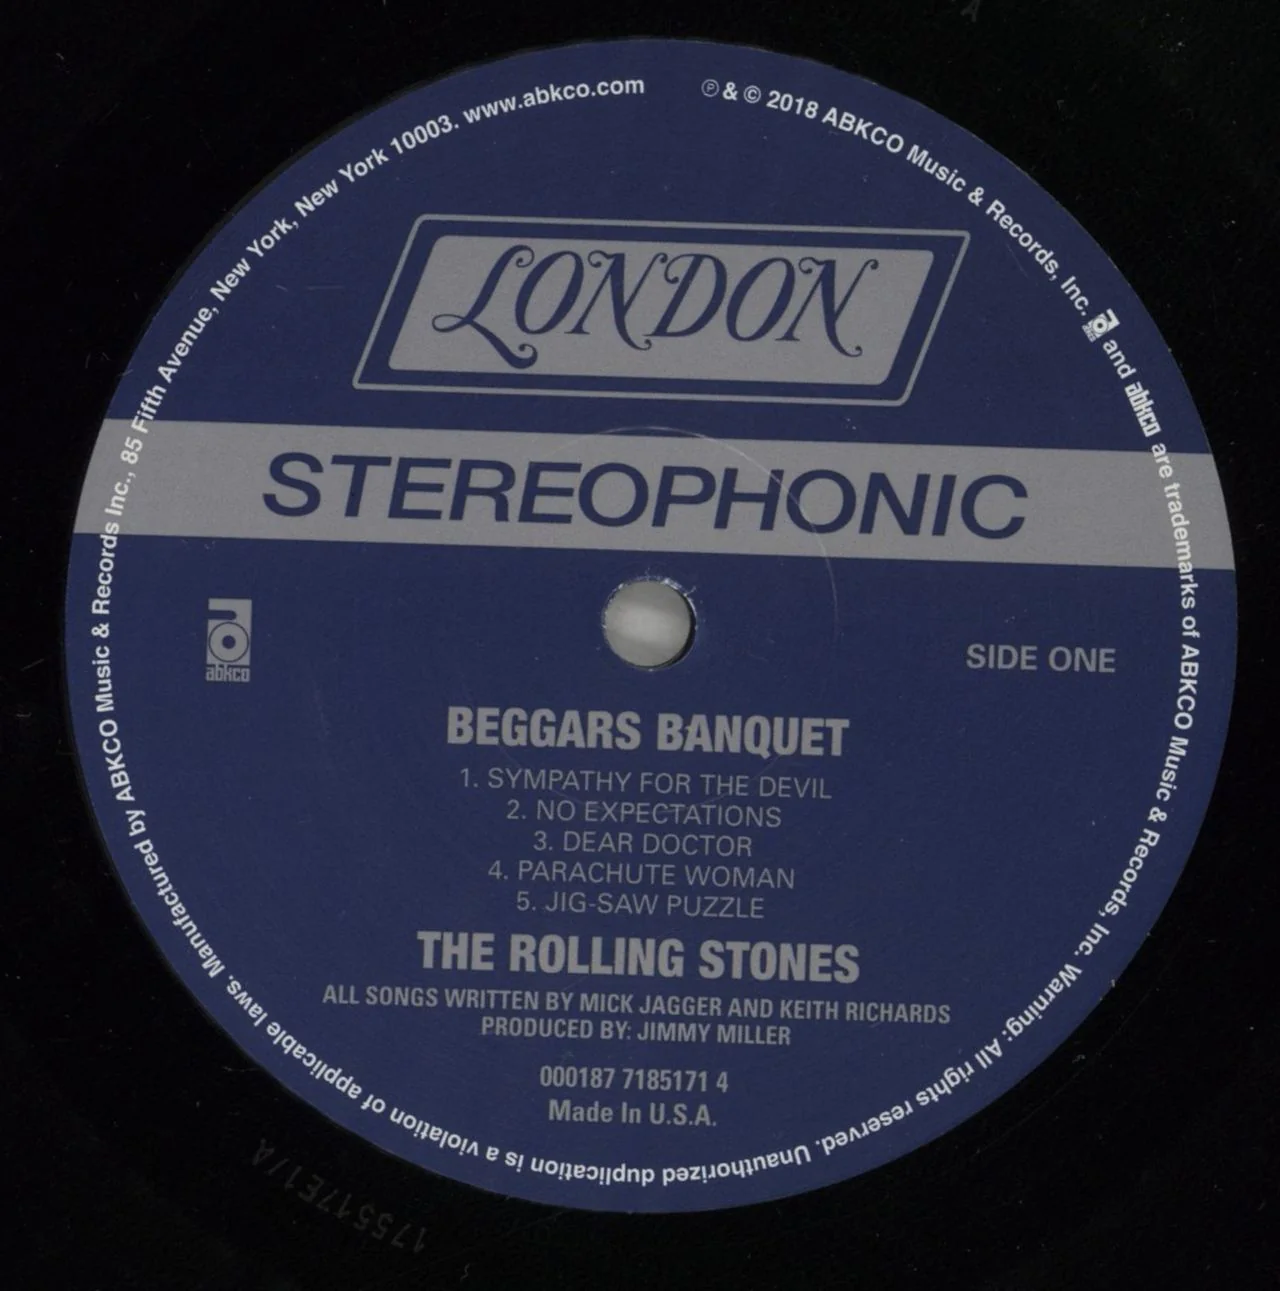 Manufactured by ABKCO Music & Records Inc., 85 Fifth Avenue, New York, New York 10003. www.abkco.com
℗ & © 2018 ABKCO Music & Records, Inc. abkco and abkco are trademarks of ABKCO Music & Records, Inc. Warning: All rights reserved. Unauthorized duplication is a violation of applicable laws.
LONDON
STEREOPHONIC
abkco
SIDE ONE
BEGGARS BANQUET
1. SYMPATHY FOR THE DEVIL
2. NO EXPECTATIONS
3. DEAR DOCTOR
4. PARACHUTE WOMAN
5. JIG-SAW PUZZLE
THE ROLLING STONES
ALL SONGS WRITTEN BY MICK JAGGER AND KEITH RICHARDS
PRODUCED BY: JIMMY MILLER
000187 7185171 4
Made In U.S.A.
175517E1/A